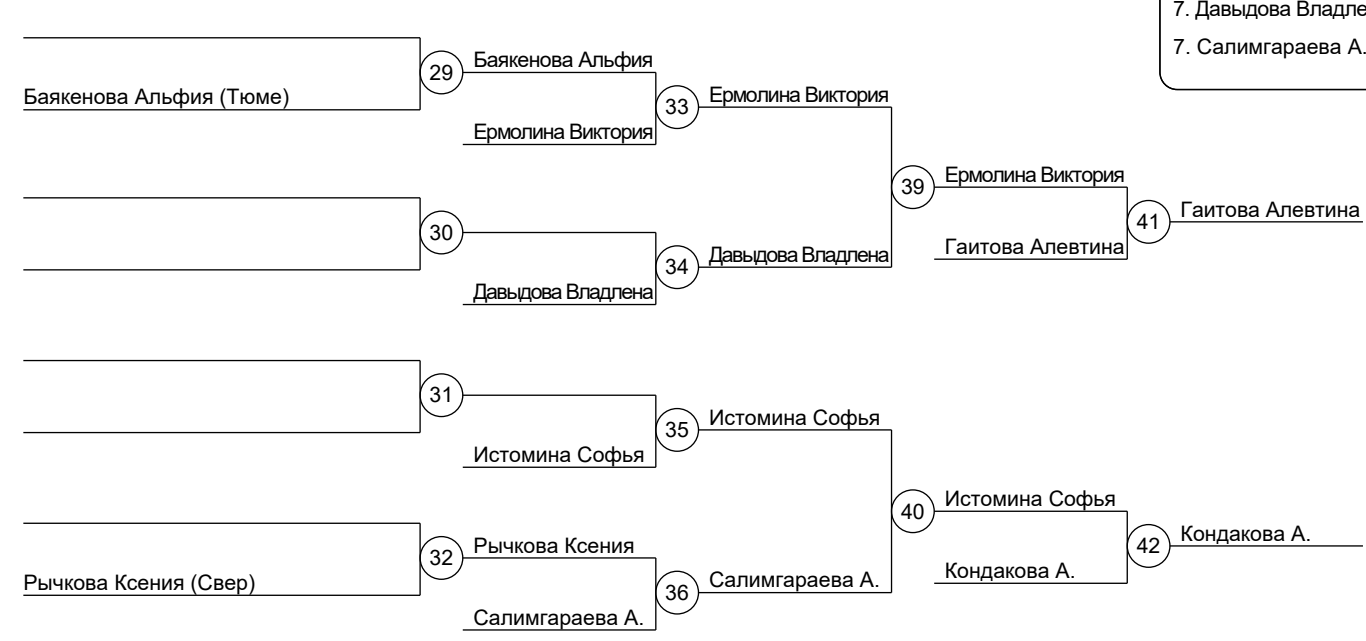 7. Давыдова Владле
7. Салимгараева А.
Баякенова Альфия (Тюме)
29
Баякенова Альфия
Ермолина Виктория
33
Ермолина Виктория
30
Давыдова Владлена
34
Давыдова Владлена
39
Ермолина Виктория
Гаитова Алевтина
41
Гаитова Алевтина
31
Истомина Софья
35
Истомина Софья
Рычкова Ксения (Свер)
32
Рычкова Ксения
Салимгараева А.
36
Салимгараева А.
40
Истомина Софья
Кондакова А.
42
Кондакова А.